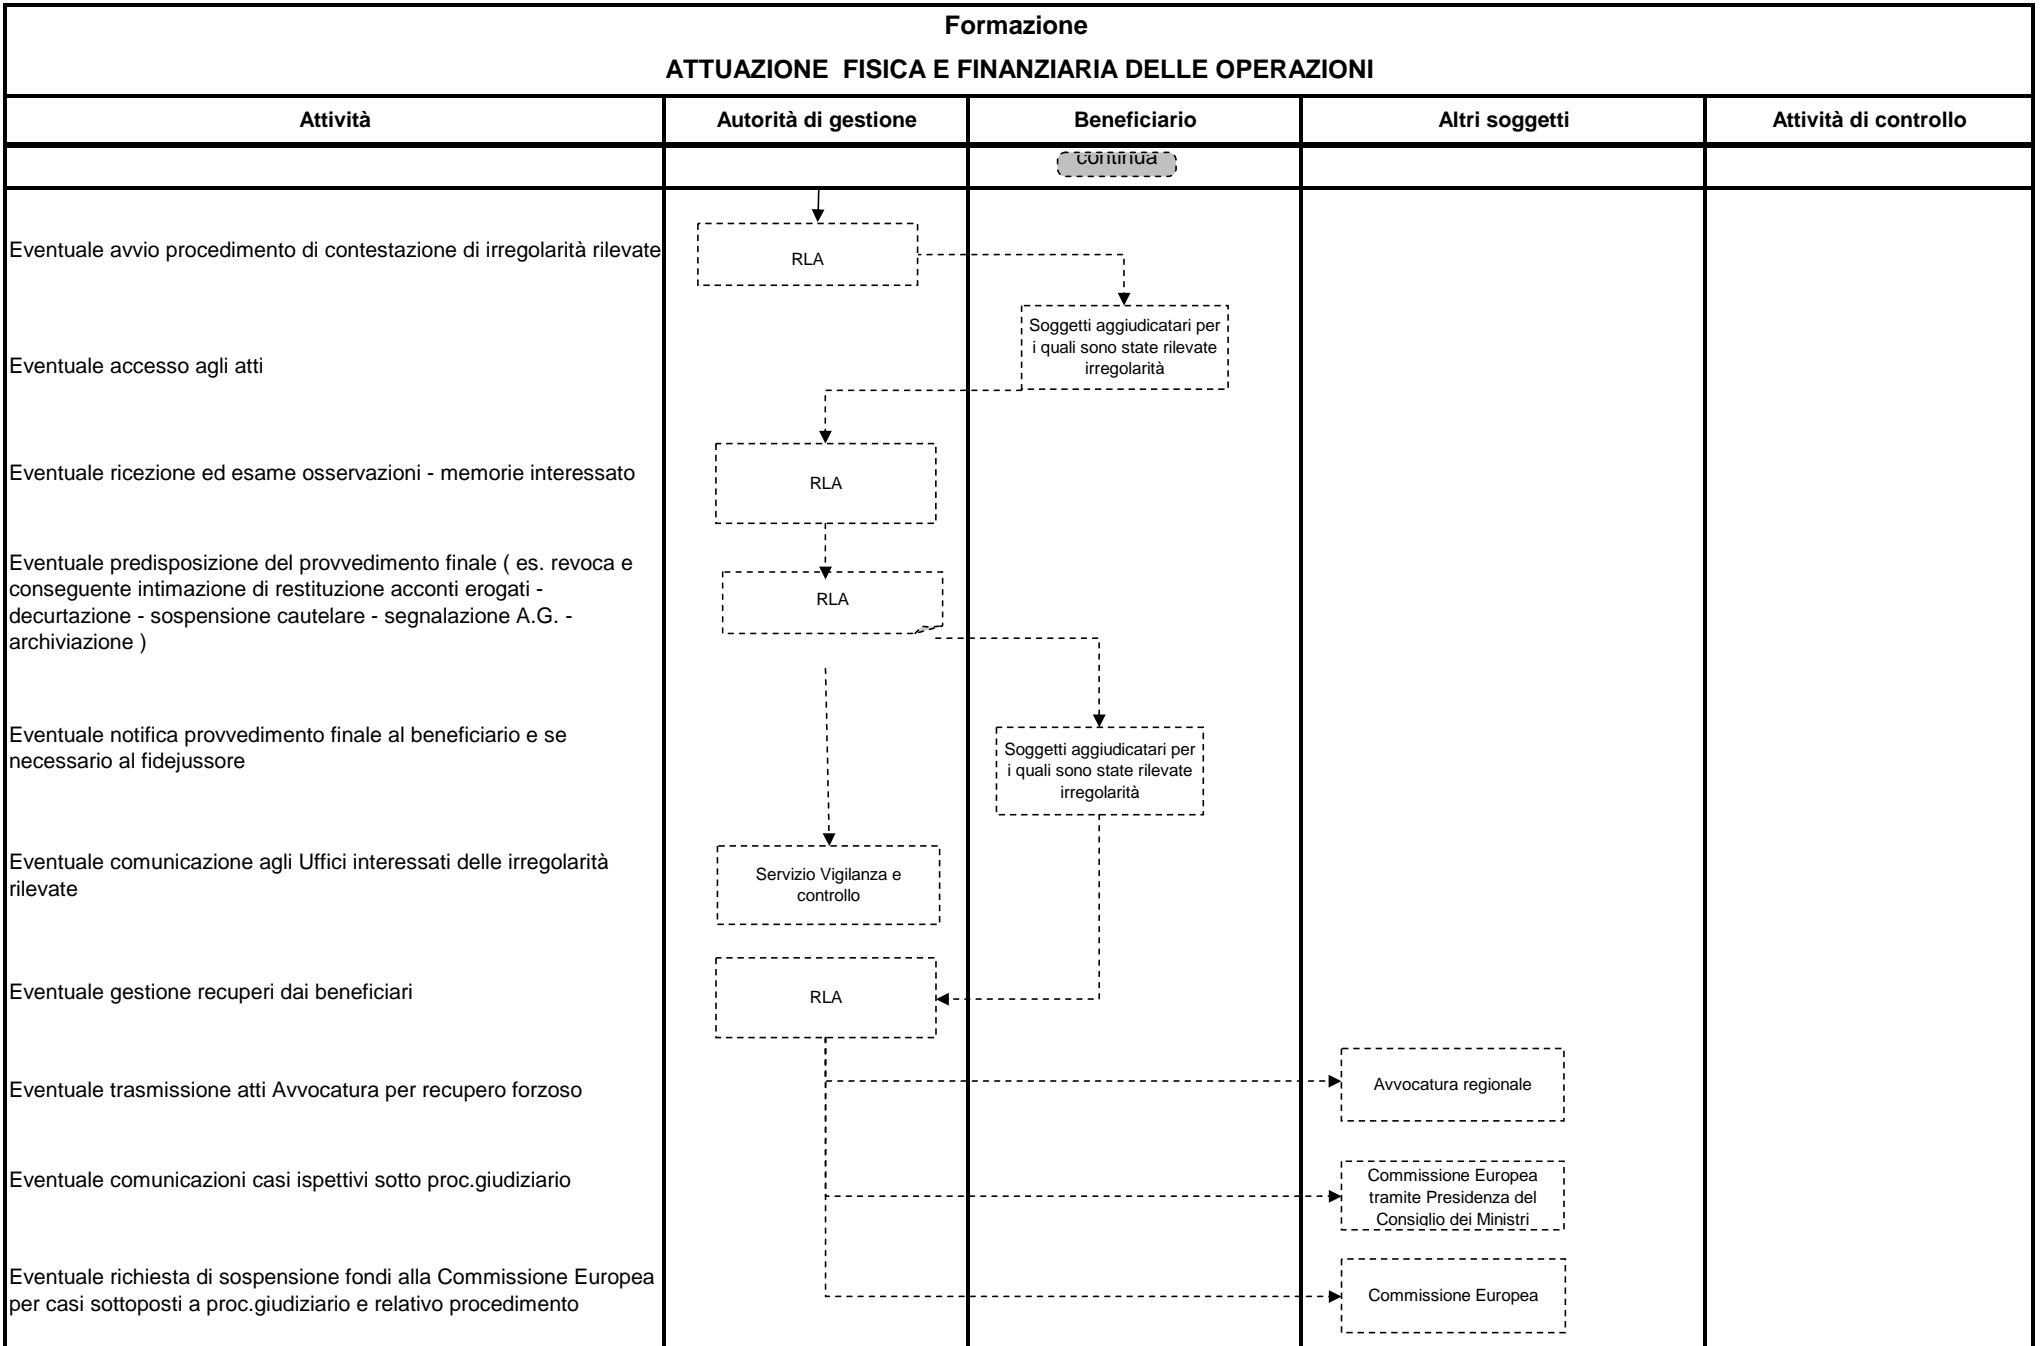 Formazione
ATTUAZIONE FISICA E FINANZIARIA DELLE OPERAZIONI
Attività
Autorità di gestione
Beneficiario
Altri soggetti
Attività di controllo
continua
Eventuale avvio procedimento di contestazione di irregolarità rilevate
RLA
Soggetti aggiudicatari per
i quali sono state rilevate
irregolarità
Eventuale accesso agli atti
Eventuale ricezione ed esame osservazioni - memorie interessato
RLA
Eventuale predisposizione del provvedimento finale ( es. revoca e
conseguente intimazione di restituzione acconti erogati -
decurtazione - sospensione cautelare - segnalazione A.G. -
archiviazione )
RLA
Eventuale notifica provvedimento finale al beneficiario e se
necessario al fidejussore
Soggetti aggiudicatari per
i quali sono state rilevate
irregolarità
Eventuale comunicazione agli Uffici interessati delle irregolarità
rilevate
Servizio Vigilanza e
controllo
Eventuale gestione recuperi dai beneficiari
RLA
Eventuale trasmissione atti Avvocatura per recupero forzoso
Avvocatura regionale
Eventuale comunicazioni casi ispettivi sotto proc.giudiziario
Commissione Europea
tramite Presidenza del
Consiglio dei Ministri
Eventuale richiesta di sospensione fondi alla Commissione Europea
per casi sottoposti a proc.giudiziario e relativo procedimento
Commissione Europea